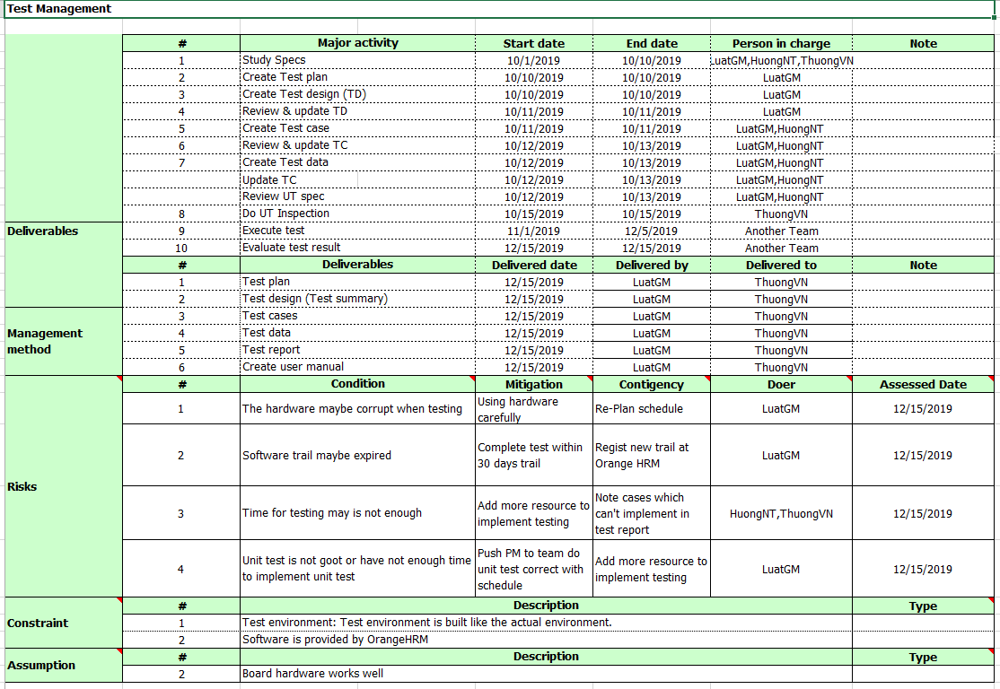 Test Management
# Major activity Start date End date Person in charge Note
1 Study Specs 10/1/2019 10/10/2019 LuatGM,HuongNT,ThuongVN
2 Create Test plan 10/10/2019 10/10/2019 LuatGM
3 Create Test design (TD) 10/10/2019 10/10/2019 LuatGM
4 Review & update TD 10/11/2019 10/11/2019 LuatGM
5 Create Test case 10/11/2019 10/11/2019 LuatGM,HuongNT
6 Review & update TC 10/12/2019 10/13/2019 LuatGM,HuongNT
7 Create Test data 10/12/2019 10/13/2019 LuatGM,HuongNT
Update TC 10/12/2019 10/13/2019 LuatGM,HuongNT
Review UT spec 10/12/2019 10/13/2019 LuatGM,HuongNT
8 Do UT Inspection 10/15/2019 10/15/2019 ThuongVN
Deliverables 9 Execute test 11/1/2019 12/5/2019 Another Team
10 Evaluate test result 12/15/2019 12/15/2019 Another Team
# Deliverables Delivered date Delivered by Delivered to Note
1 Test plan 12/15/2019 LuatGM ThuongVN
2 Test design (Test summary) 12/15/2019 LuatGM ThuongVN
3 Test cases 12/15/2019 LuatGM ThuongVN
Management 4 Test data 12/15/2019 LuatGM ThuongVN
method 5 Test report 12/15/2019 LuatGM ThuongVN
6 Create user manual 12/15/2019 LuatGM ThuongVN
# Condition Mitigation Contigency Doer Assessed Date
1 The hardware maybe corrupt when testing
Using hardware
carefully
Re-Plan schedule
LuatGM
12/15/2019
2 Software trail maybe expired
Complete test within
30 days trail
Regist new trail at
Orange HRM
LuatGM
12/15/2019
Risks
3 Time for testing may is not enough
Add more resource to
implement testing
Note cases which
can't implement in
test report
HuongNT,ThuongVN
12/15/2019
4
Unit test is not goot or have not enough time
to implement unit test
Push PM to team do
unit test correct with
schedule
Add more resource to
implement testing
LuatGM
12/15/2019
# Description Type
Constraint 1 Test environment: Test environment is built like the actual environment.
2 Software is provided by OrangeHRM
# Description Type
Assumption
2 Board hardware works well